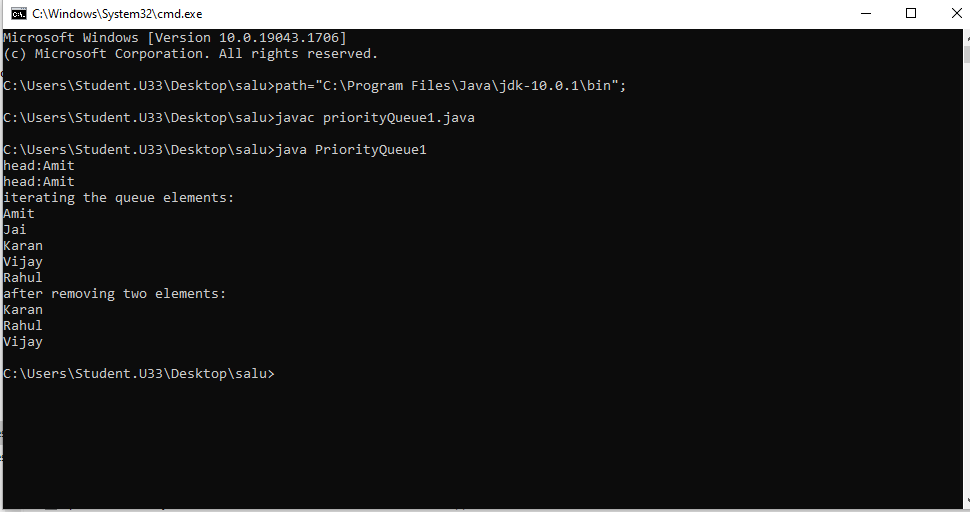 C:\Windows\System32\cmd.exe
Microsoft Windows [Version 10.0.19043.1706]
(c) Microsoft Corporation. All rights reserved.
C:\Users\Student.U33\Desktop\salu>path="C:\Program Files\Java\jdk-10.0.1\bin";
C:\Users\Student.U33\Desktop\salu>javac priorityQueue1.java
C:\Users\Student.U33\Desktop\salu>java PriorityQueue1
head:Amit
head:Amit
iterating the queue elements:
Amit
Jai
Karan
Vijay
Rahul
after removing two elements:
Karan
Rahul
Vijay
C:\Users\Student.U33\Desktop\salu>